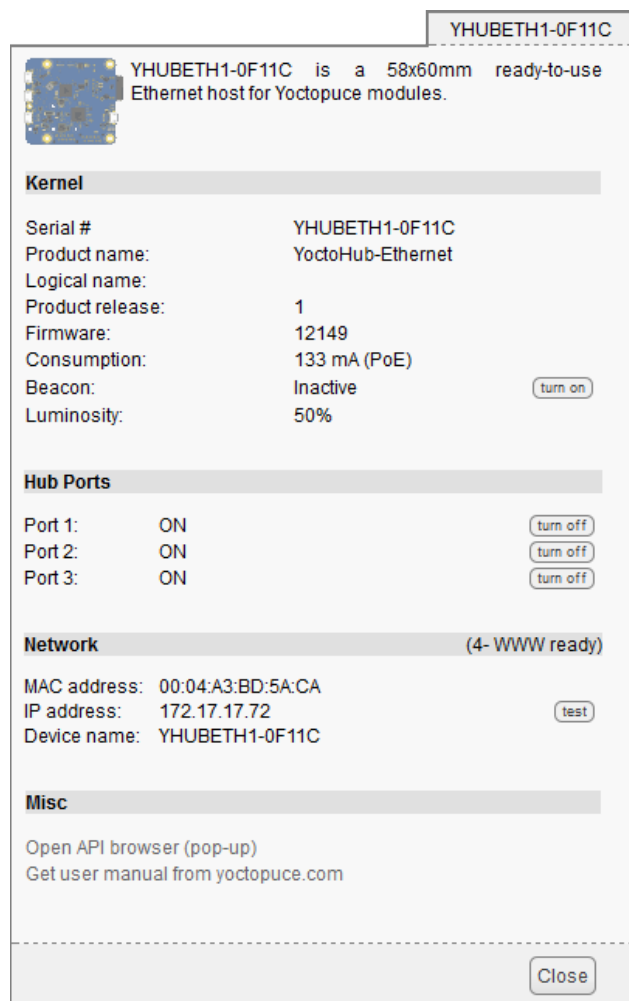 YHUBETH1-0F11C
YHUBETH1-0F11C is a 58x60mm ready-to-use
Ethernet host for Yoctopuce modules.
Kernel
Serial # YHUBETH1-0F11C
Product name: YoctoHub-Ethernet
Logical name:
Product release: 1
Firmware: 12149
Consumption: 133 mA (PoE)
Beacon: Inactive turn on
Luminosity: 50%
Hub Ports
Port 1: ON turn off
Port 2: ON turn off
Port 3: ON turn off
Network (4- WWW ready)
MAC address: 00:04:A3:BD:5A:CA
IP address: 172.17.17.72 test
Device name: YHUBETH1-0F11C
Misc
Open API browser (pop-up)
Get user manual from yoctopuce.com
Close